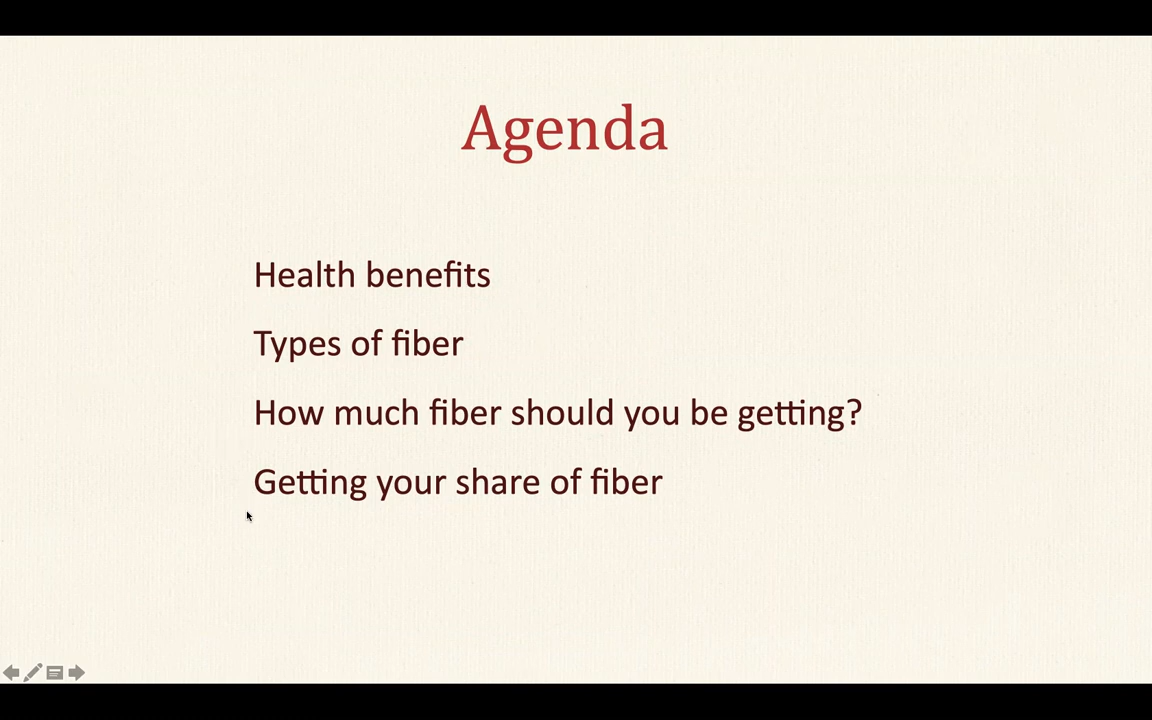 Agenda
Health benefits
Types of fiber
How much fiber should you be getting?
Getting your share of fiber